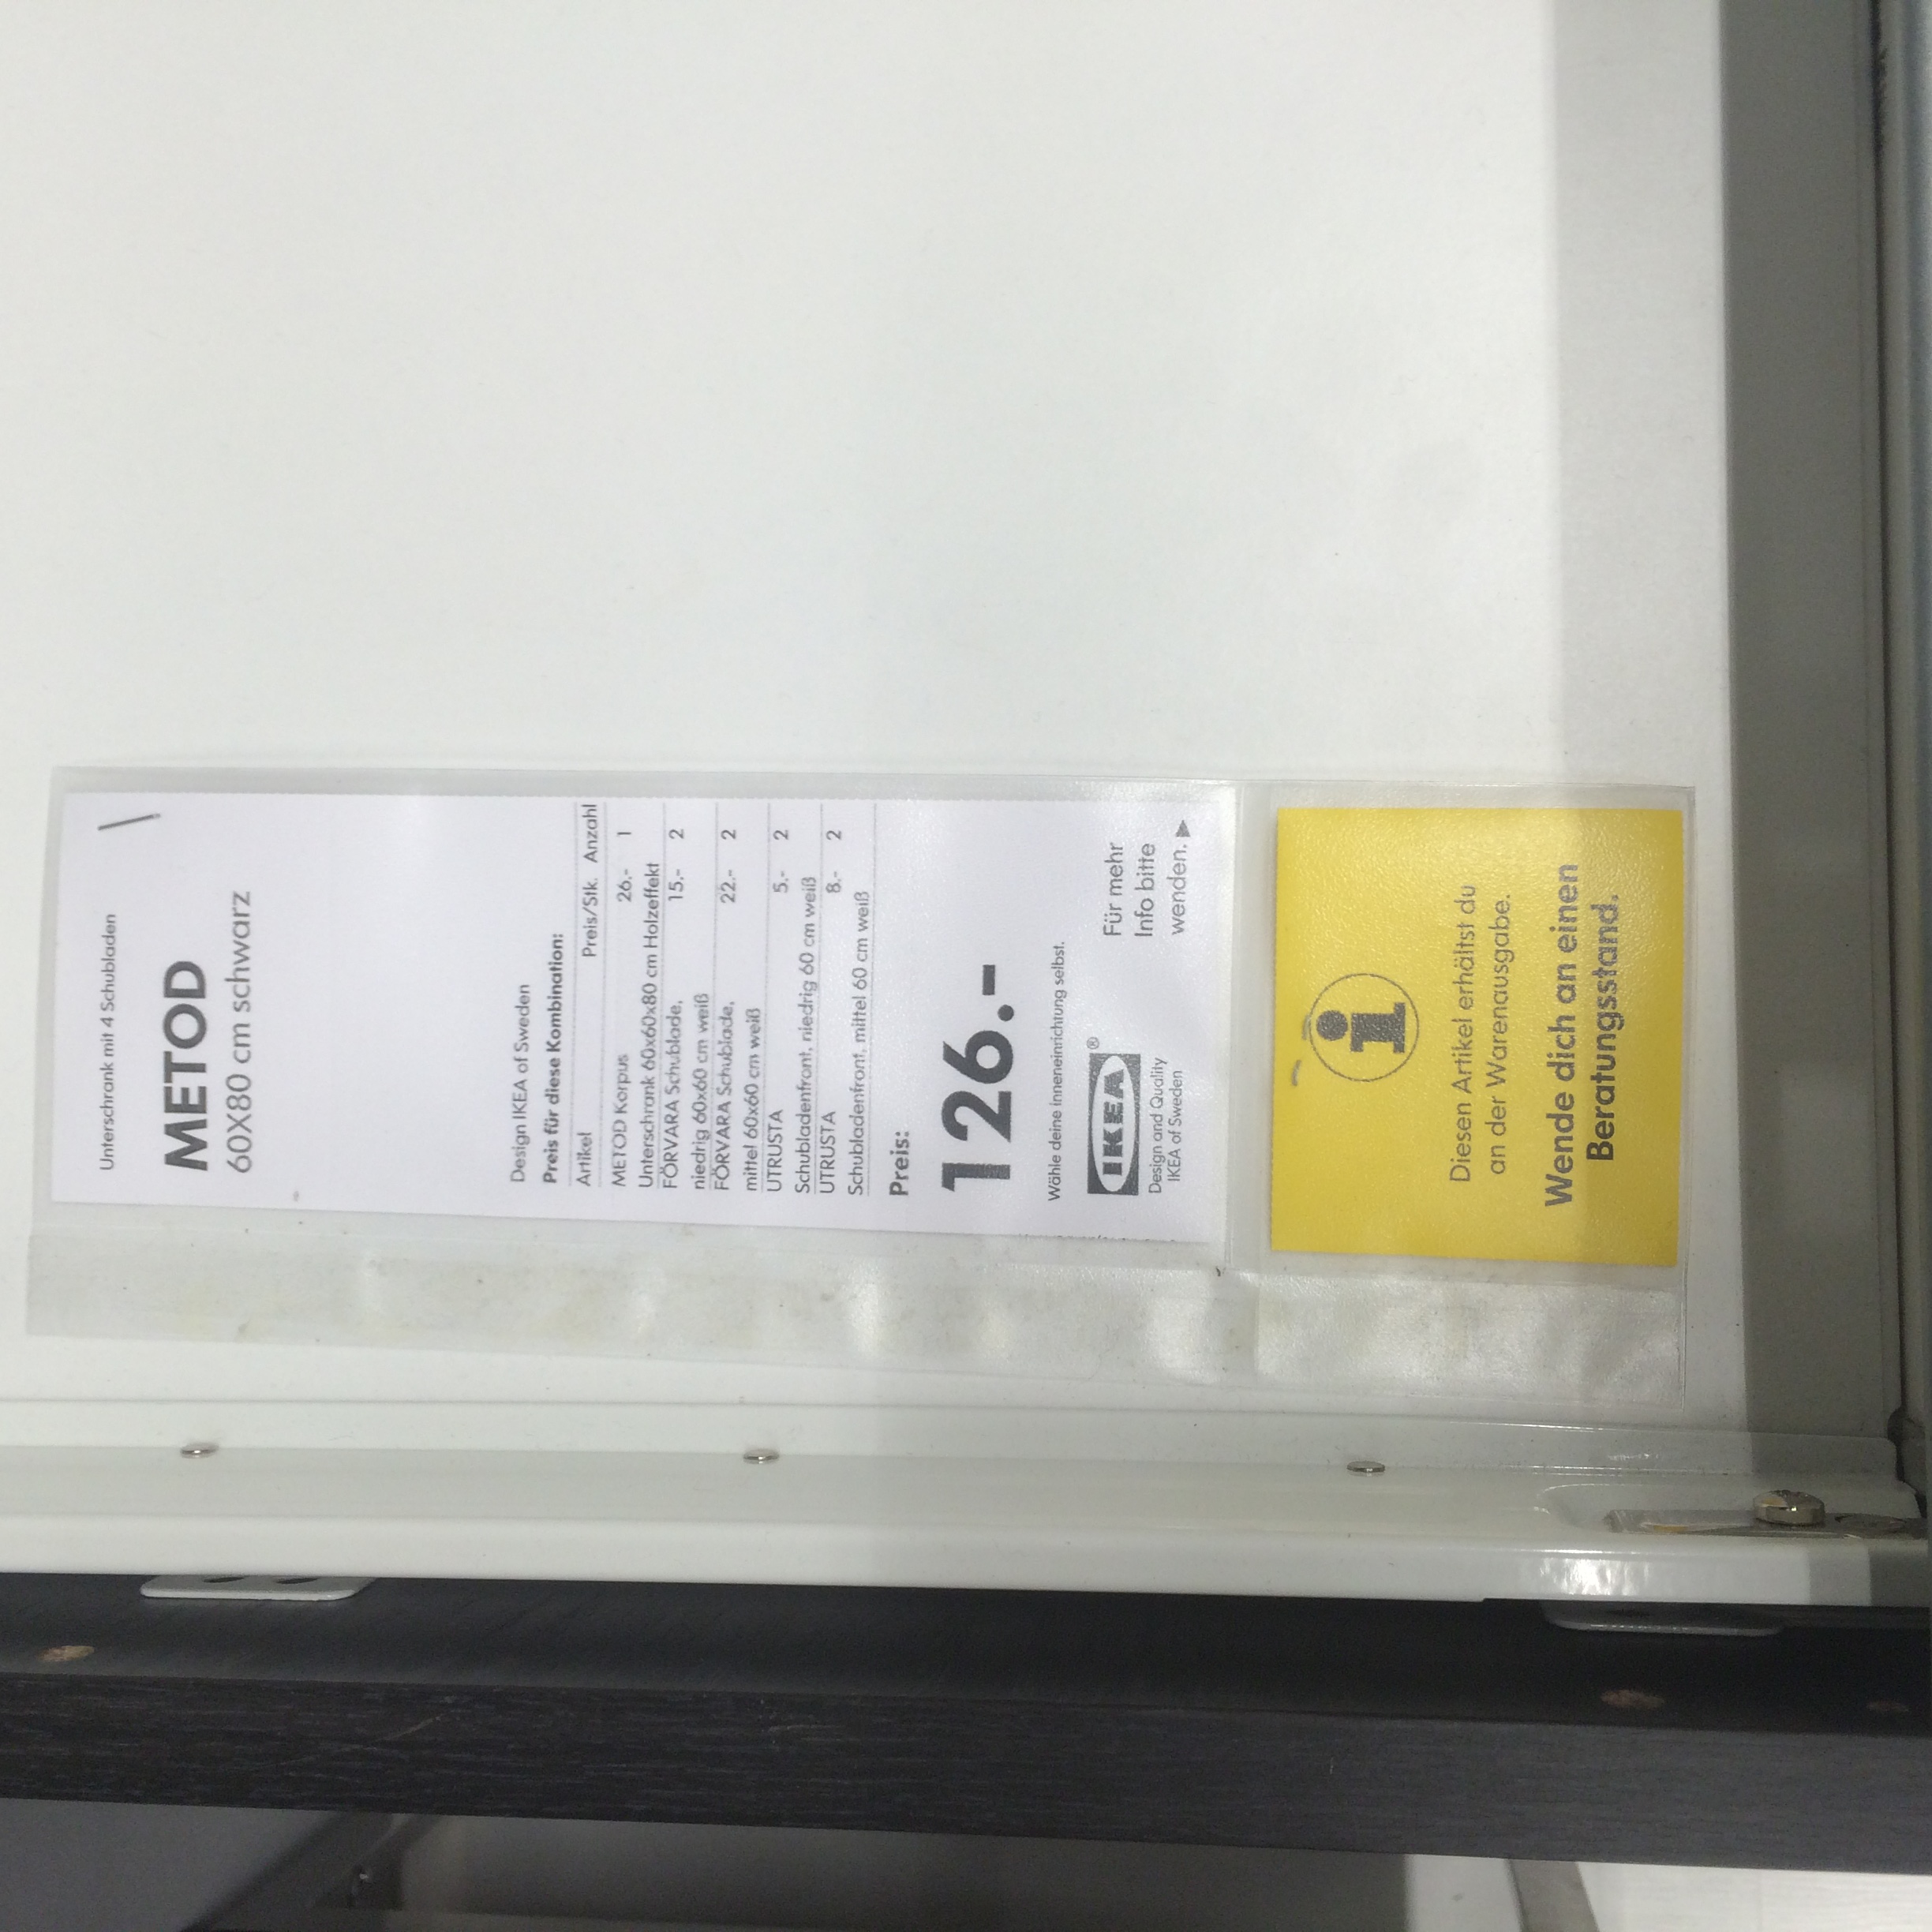 Unterschrank mit 4 Schubladen
METOD
60X80 cm schwarz
Design IKEA of Sweden
Preis für diese Kombination:
Artikel Preis/Stk. Anzahl
METOD Korpus 26.- 1
Unterschrank 60x60x80 cm Holzeffekt
FÖRVARA Schublade, 15.- 2
niedrig 60x60 cm weiß
FÖRVARA Schublade, 22.- 2
mittel 60x60 cm weiß
UTRUSTA 5.- 2
Schubladenfront, niedrig 60 cm weiß
UTRUSTA 8.- 2
Schubladenfront, mittel 60 cm weiß
Preis:
126.-
Wähle deine inneneinrichtung selbst.
IKEA®
Design and Quality
IKEA of Sweden
Für mehr
Info bitte
wenden.
i
Diesen Artikel erhältst du
an der Warenausgabe.
Wende dich an einen
Beratungsstand.